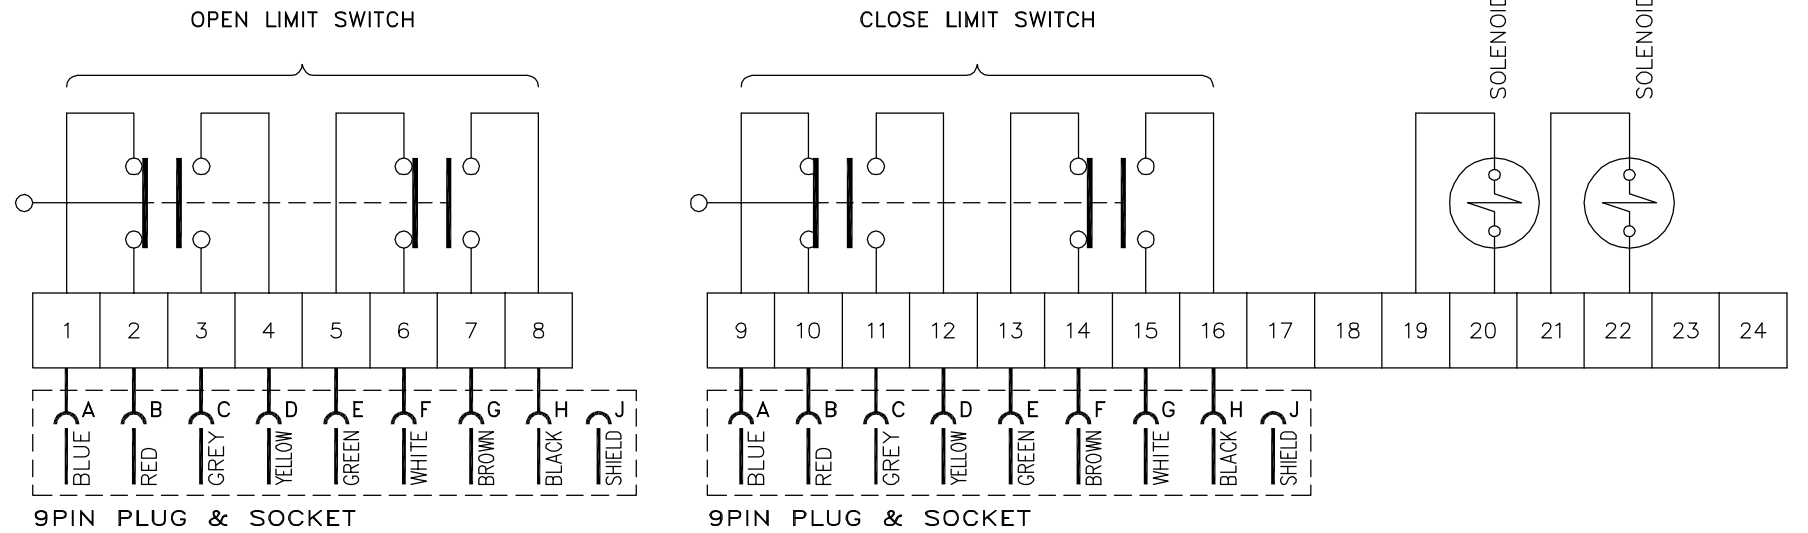 OPEN LIMIT SWITCH
CLOSE LIMIT SWITCH
SOLENOID
SOLENOID
1 2 3 4 5 6 7 8
9 10 11 12 13 14 15 16 17 18 19 20 21 22 23 24
A B C D E F G H J
BLUE RED GREY YELLOW GREEN WHITE BROWN BLACK SHIELD
A B C D E F G H J
BLUE RED GREY YELLOW GREEN BROWN WHITE BLACK SHIELD
9PIN PLUG & SOCKET
9PIN PLUG & SOCKET